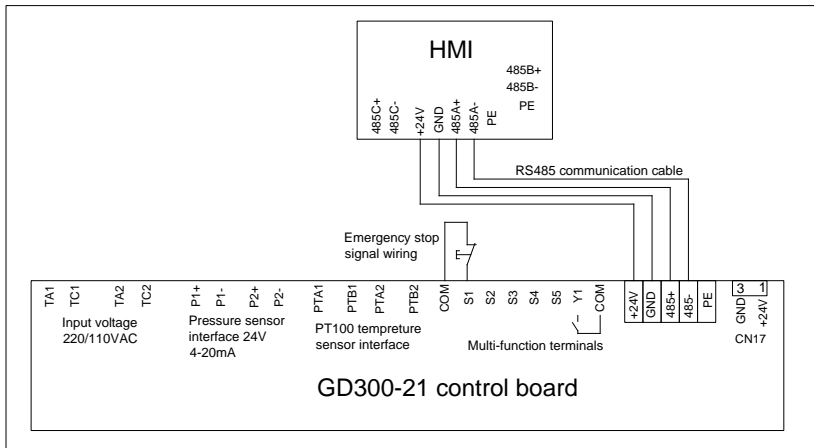 HMI
485B+
485B-
PE
485C+
485C-
+24V
GND
485A+
485A-
PE
RS485 communication cable
Emergency stop
signal wiring
TA1
TC1
TA2
TC2
P1+
P1-
P2+
P2-
PTA1
PTB1
PTA2
PTB2
COM
S1
S2
S3
S4
S5
Y1
COM
+24V
GND
485+
485-
PE
3 1
GND
+24V
CN17
Input voltage
220/110VAC
Pressure sensor
interface 24V
4-20mA
PT100 tempreture
sensor interface
Multi-function terminals
GD300-21 control board